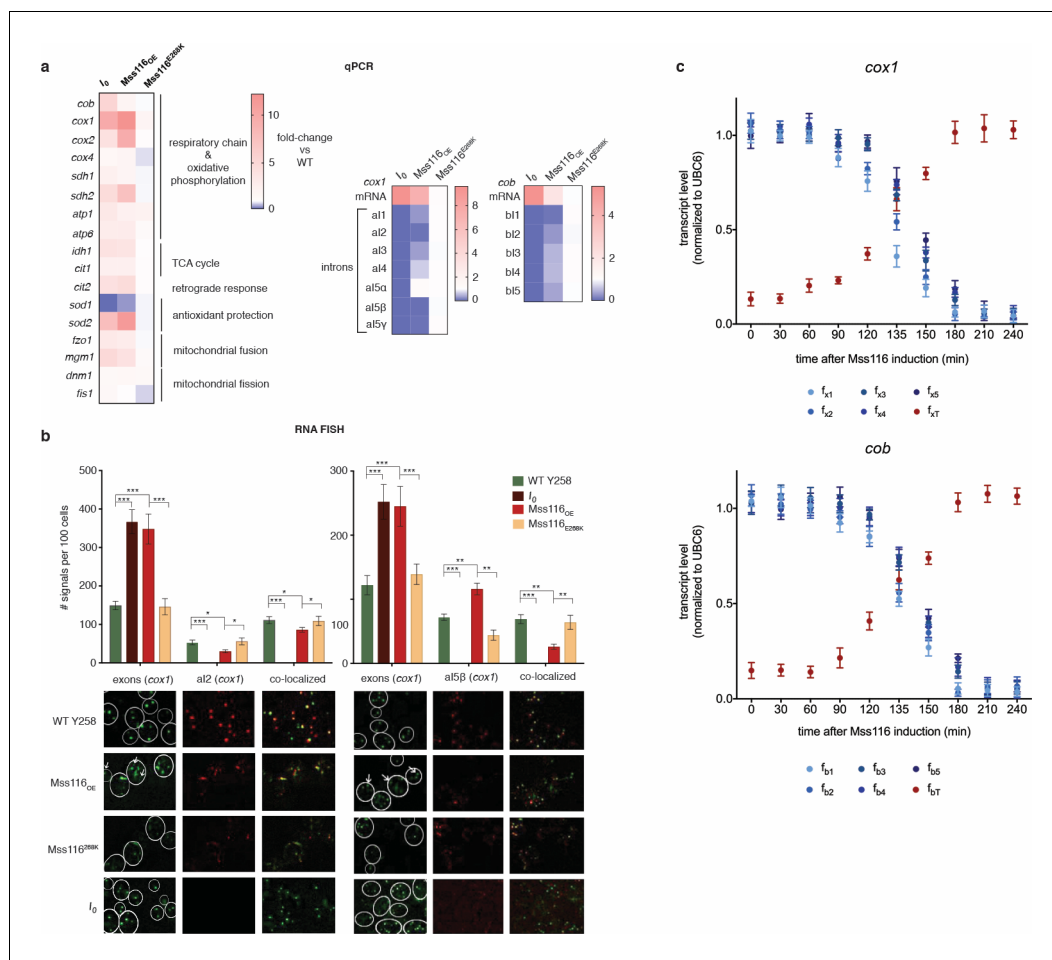 a
qPCR
I0 Mss116OE Mss116E268K
cob
cox1
cox2
cox4
sdh1
sdh2
atp1
atp6
idh1
cit1
cit2
sod1
sod2
fzo1
mgm1
dnm1
fis1
respiratory chain
&
oxidative
phosphorylation
TCA cycle
retrograde response
antioxidant protection
mitochondrial fusion
mitochondrial fission
10
5
0
fold-change
vs
WT
cox1 I0 Mss116OE Mss116E268K
mRNA
aI1
aI2
aI3
aI4
aI5α
aI5β
aI5γ
introns
8
6
4
2
0
cob I0 Mss116OE Mss116E268K
mRNA
bI1
bI2
bI3
bI4
bI5
4
2
0
b
RNA FISH
# signals per 100 cells
500
400
300
200
100
0
***
***
***
*
***
*
*
***
*
exons (cox1) aI2 (cox1) co-localized
300
200
100
0
***
***
***
**
***
**
**
***
**
WT Y258
I0
Mss116OE
Mss116E268K
exons (cox1) aI5β (cox1) co-localized
WT Y258
Mss116OE
Mss116268K
I0
c
cox1
transcript level
(normalized to UBC6)
1.0
0.5
0.0
0 30 60 90 120 135 150 180 210 240
time after Mss116 induction (min)
fx1 fx3 fx5
fx2 fx4 fxT
cob
transcript level
(normalized to UBC6)
1.0
0.5
0.0
0 30 60 90 120 135 150 180 210 240
time after Mss116 induction (min)
fb1 fb3 fb5
fb2 fb4 fbT